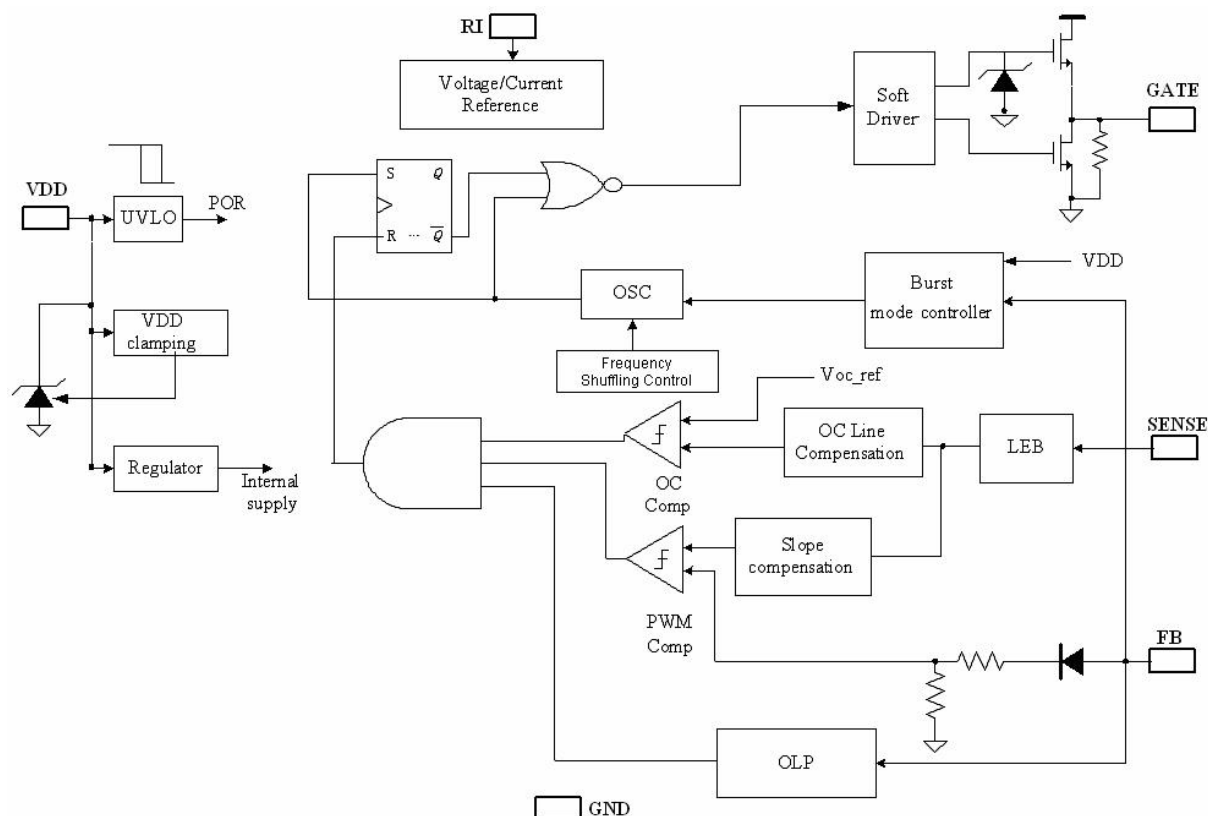 RI
Voltage/Current
Reference
Soft
Driver
GATE
VDD
UVLO
POR
S Q
R ... Q
VDD
clamping
OSC
Burst
mode controller
VDD
Frequency
Shuffling Control
Voc_ref
Regulator
Internal
supply
OC
Comp
OC Line
Compensation
LEB
SENSE
Slope
compensation
PWM
Comp
FB
OLP
GND